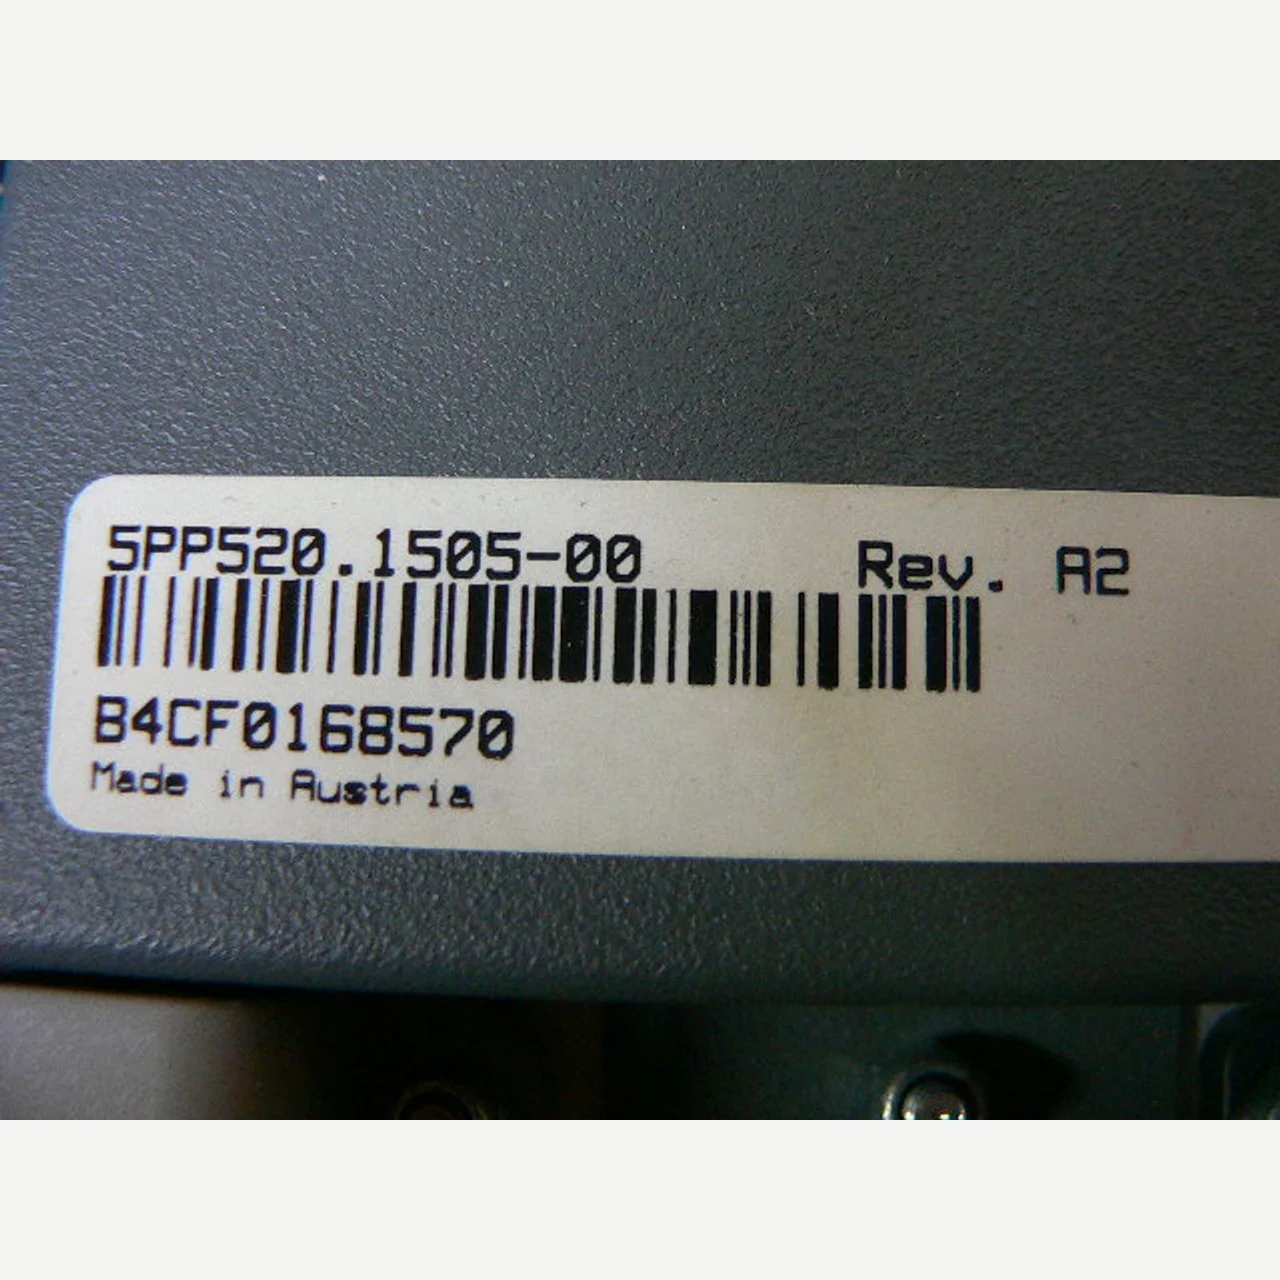 5PP520.1505-00 Rev. A2
B4CF0168570
Made in Austria